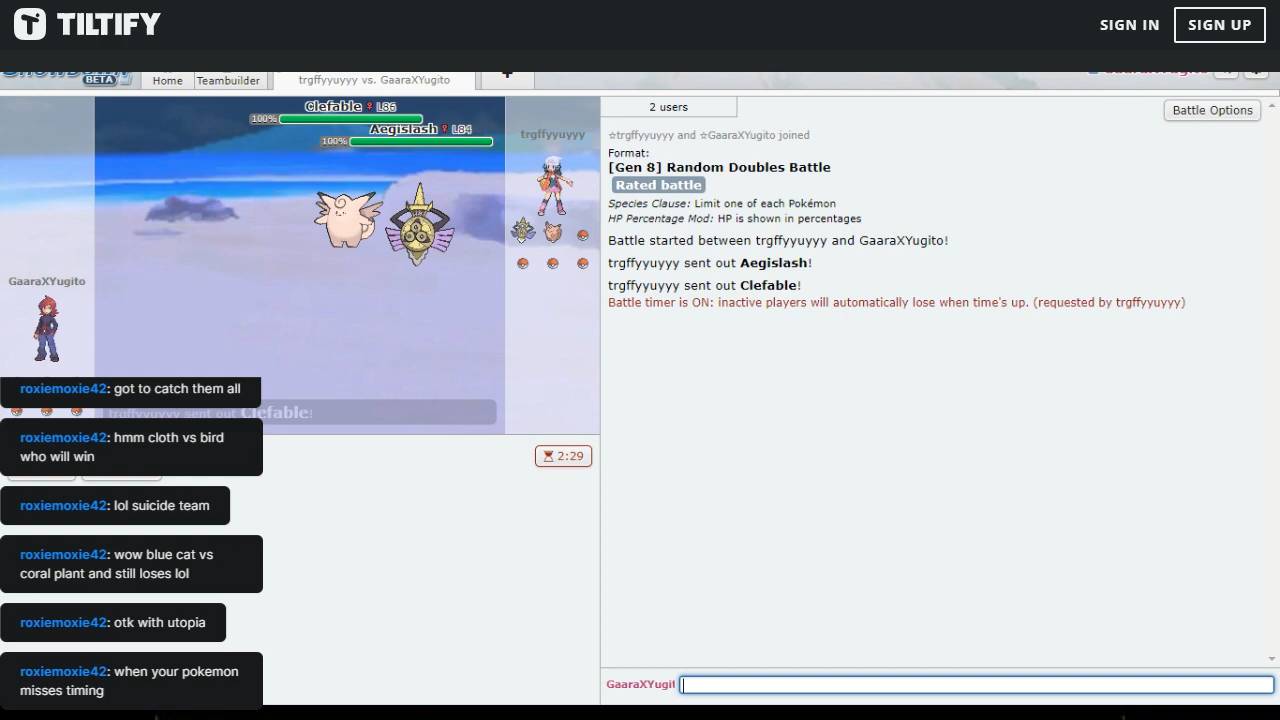 TILTIFY
SIGN IN
SIGN UP
BETA
Home
Teambuilder
trgffyyuyyy vs. GaaraXYugito
Clefable ♀ L86
100%
Aegislash ♀ L84
100%
trgffyyuyyy
GaaraXYugito
trgffyyuyyy sent out Clefable!
2:29
roxiemoxie42: got to catch them all
roxiemoxie42: hmm cloth vs bird
who will win
roxiemoxie42: lol suicide team
roxiemoxie42: wow blue cat vs
coral plant and still loses lol
roxiemoxie42: otk with utopia
roxiemoxie42: when your pokemon
misses timing
2 users
Battle Options
☆trgffyyuyyy and ☆GaaraXYugito joined
Format:
[Gen 8] Random Doubles Battle
Rated battle
Species Clause: Limit one of each Pokémon
HP Percentage Mod: HP is shown in percentages
Battle started between trgffyyuyyy and GaaraXYugito!
trgffyyuyyy sent out Aegislash!
trgffyyuyyy sent out Clefable!
Battle timer is ON: inactive players will automatically lose when time's up. (requested by trgffyyuyyy)
GaaraXYugit